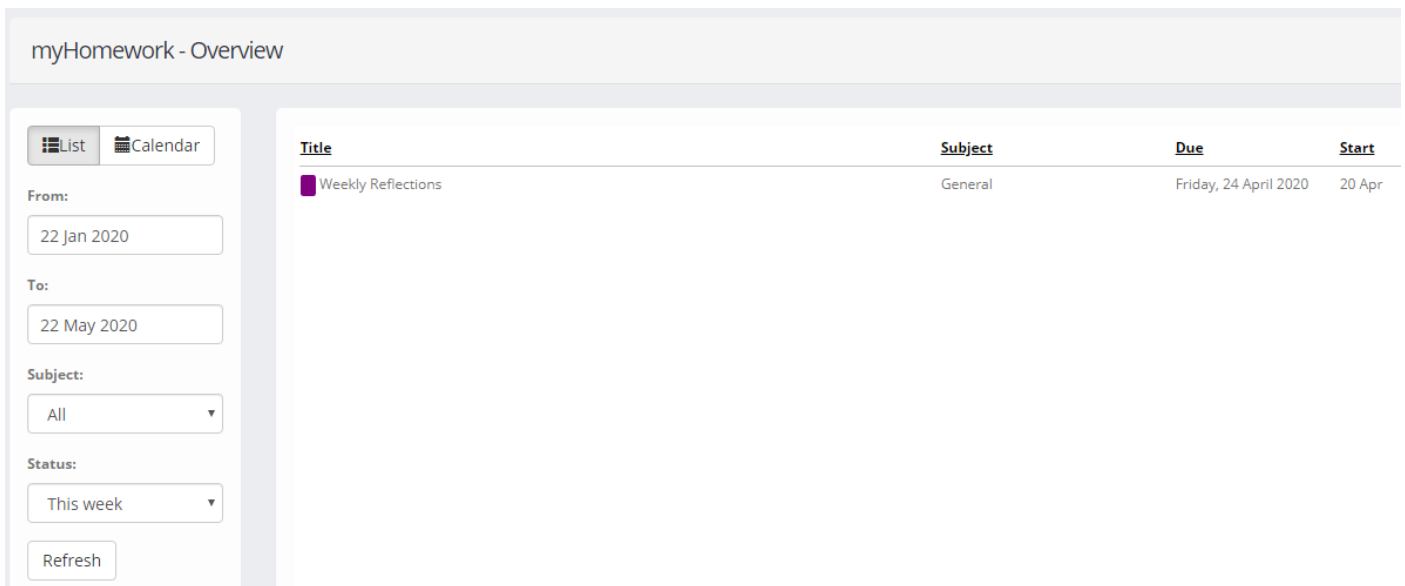 myHomework - Overview
List Calendar
From:
22 Jan 2020
To:
22 May 2020
Subject:
All
Status:
This week
Refresh
Title Subject Due Start
Weekly Reflections General Friday, 24 April 2020 20 Apr